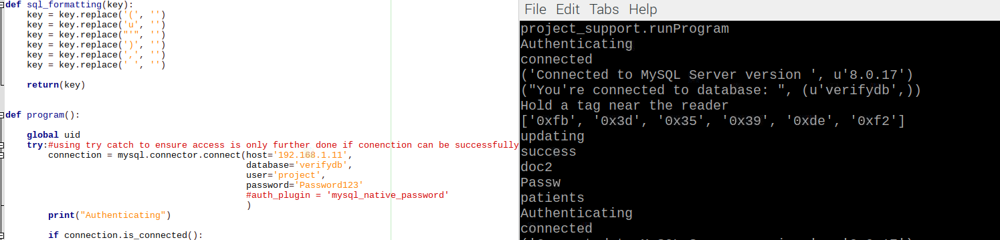 def sql_formatting(key):
    key = key.replace('(', '')
    key = key.replace('u', '')
    key = key.replace("'", '')
    key = key.replace(')', '')
    key = key.replace(',', '')
    key = key.replace(' ', '')
    return(key)
def program():
    global uid
    try:#using try catch to ensure access is only further done if conenction can be successfully
        connection = mysql.connector.connect(host='192.168.1.11',
                                             database='verifydb',
                                             user='project',
                                             password='Password123'
                                             #auth_plugin = 'mysql_native_password'
                                             )
        print("Authenticating")
        if connection.is_connected():
File Edit Tabs Help
project_support.runProgram
Authenticating
connected
('Connected to MySQL Server version ', u'8.0.17')
("You're connected to database: ", (u'verifydb',))
Hold a tag near the reader
['0xfb', '0x3d', '0x35', '0x39', '0xde', '0xf2']
updating
success
doc2
Passw
patients
Authenticating
connected